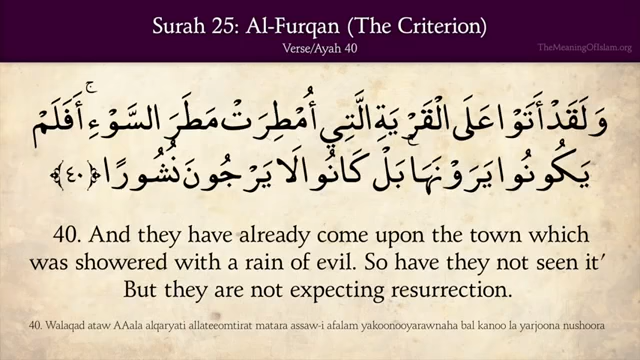 Surah 25: Al-Furqan (The Criterion)
Verse/Ayah 40
TheMeaningOfIslam.org
وَلَقَدْ أَتَوْا عَلَى الْقَرْيَةِ الَّتِي أُمْطِرَتْ مَطَرَ السَّوْءِ ۚ أَفَلَمْ
يَكُونُوا يَرَوْنَهَا ۚ بَلْ كَانُوا لَا يَرْجُونَ نُشُورًا ﴿٤٠﴾
40. And they have already come upon the town which
was showered with a rain of evil. So have they not seen it’
But they are not expecting resurrection.
40. Walaqad ataw AAala alqaryati allateeomtirat matara assaw-i afalam yakoonooyarawnaha bal kanoo la yarjoona nushoora